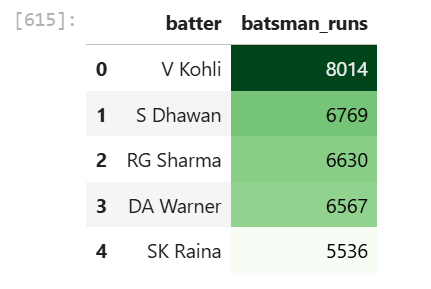 [615]:
batter batsman_runs
0 V Kohli 8014
1 S Dhawan 6769
2 RG Sharma 6630
3 DA Warner 6567
4 SK Raina 5536